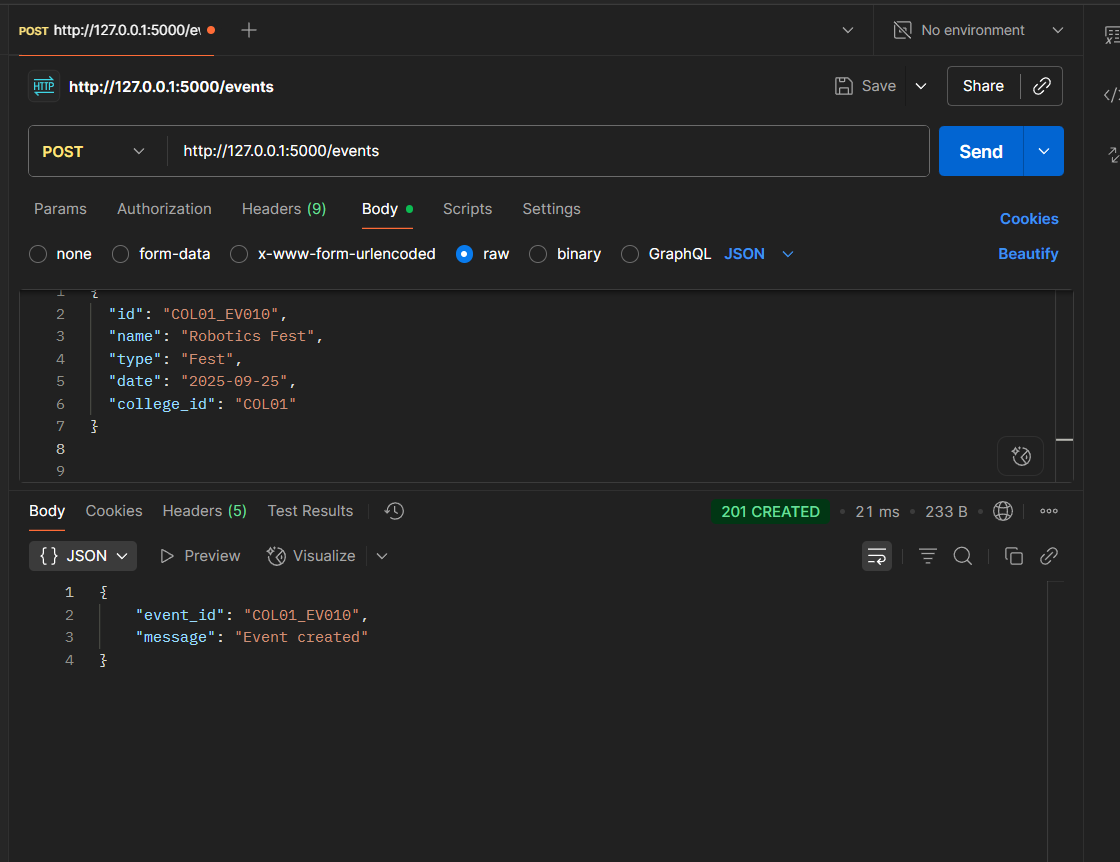 POST http://127.0.0.1:5000/ev
No environment
HTTP http://127.0.0.1:5000/events
Save
Share
POST http://127.0.0.1:5000/events
Send
Params Authorization Headers (9) Body Scripts Settings
Cookies
none form-data x-www-form-urlencoded raw binary GraphQL JSON
Beautify
1 {
2 "id": "COL01_EV010",
3 "name": "Robotics Fest",
4 "type": "Fest",
5 "date": "2025-09-25",
6 "college_id": "COL01"
7 }
8
9
Body Cookies Headers (5) Test Results
201 CREATED • 21 ms • 233 B
{} JSON Preview Visualize
1 {
2 "event_id": "COL01_EV010",
3 "message": "Event created"
4 }